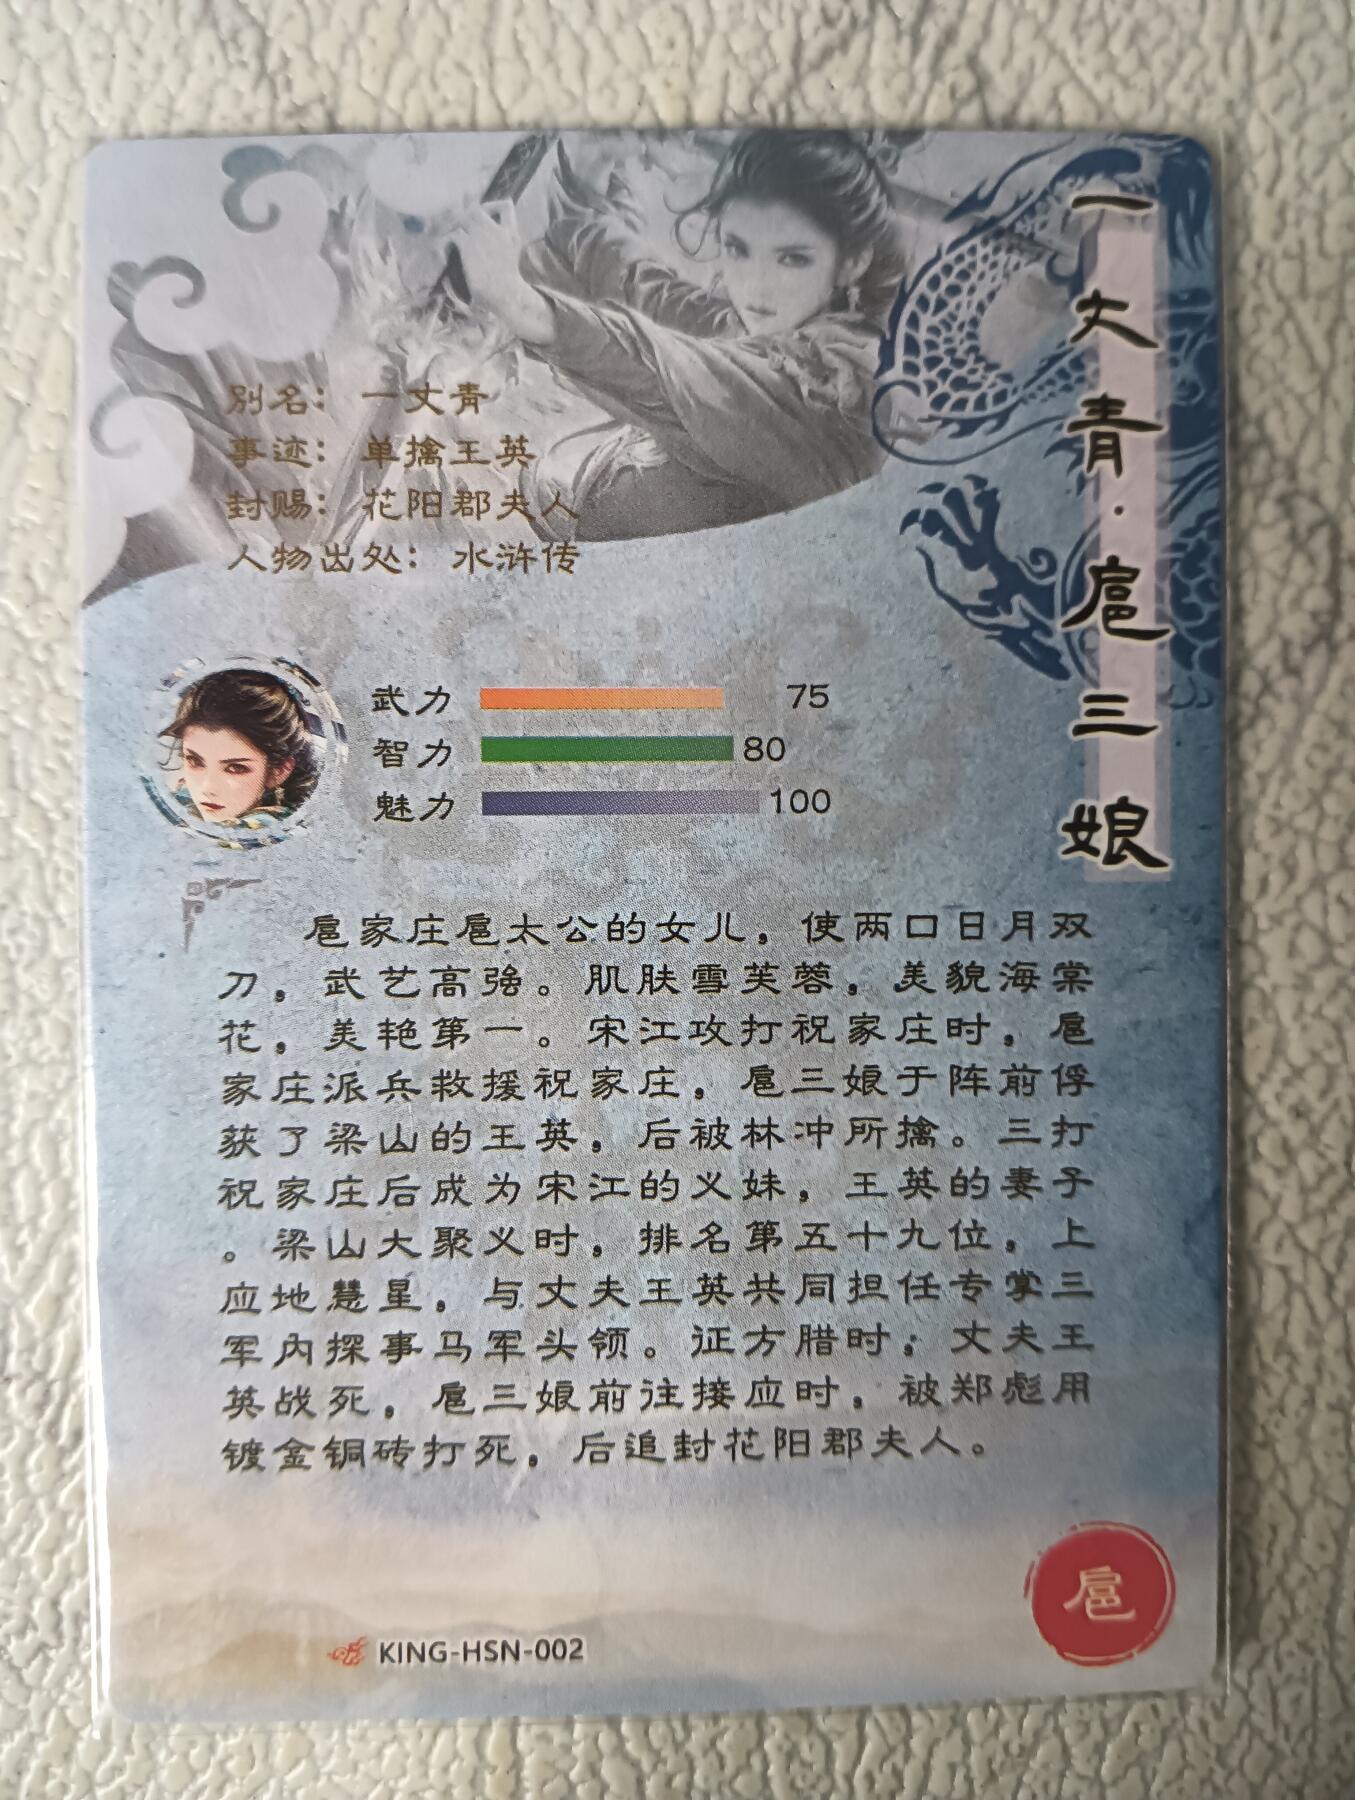 一丈青·扈三娘
别名：一丈青
事迹：单擒王英
封赐：花阳郡夫人
人物出处：水浒传
武力 75
智力 80
魅力 100
扈家庄扈太公的女儿，使两口日月双
刀，武艺高强。肌肤雪芙蓉，美貌海棠
花，美艳第一。宋江攻打祝家庄时，扈
家庄派兵救援祝家庄，扈三娘于阵前俘
获了梁山的王英，后被林冲所擒。三打
祝家庄后成为宋江的义妹，王英的妻子
。梁山大聚义时，排名第五十九位，上
应地慧星，与丈夫王英共同担任专掌三
军内探事马军头领。证方腊时；丈夫王
英战死，扈三娘前往接应时，被郑彪用
镀金铜砖打死，后追封花阳郡夫人。
扈
KING-HSN-002